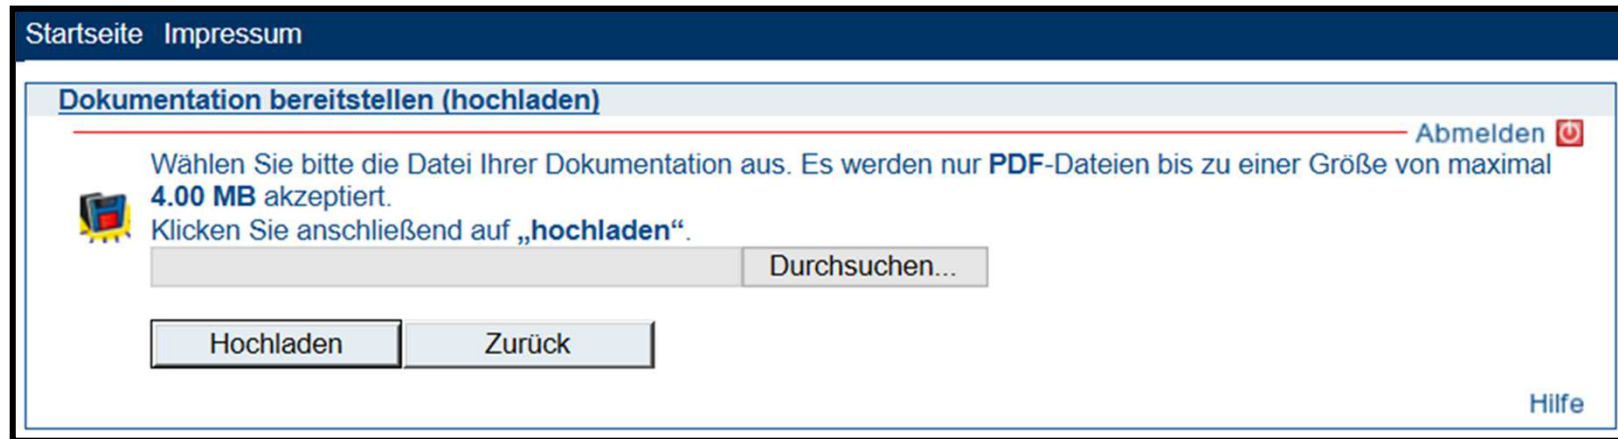 Startseite Impressum
Dokumentation bereitstellen (hochladen)
Abmelden
Wählen Sie bitte die Datei Ihrer Dokumentation aus. Es werden nur PDF-Dateien bis zu einer Größe von maximal
4.00 MB akzeptiert.
Klicken Sie anschließend auf „hochladen“.
Durchsuchen...
Hochladen Zurück
Hilfe